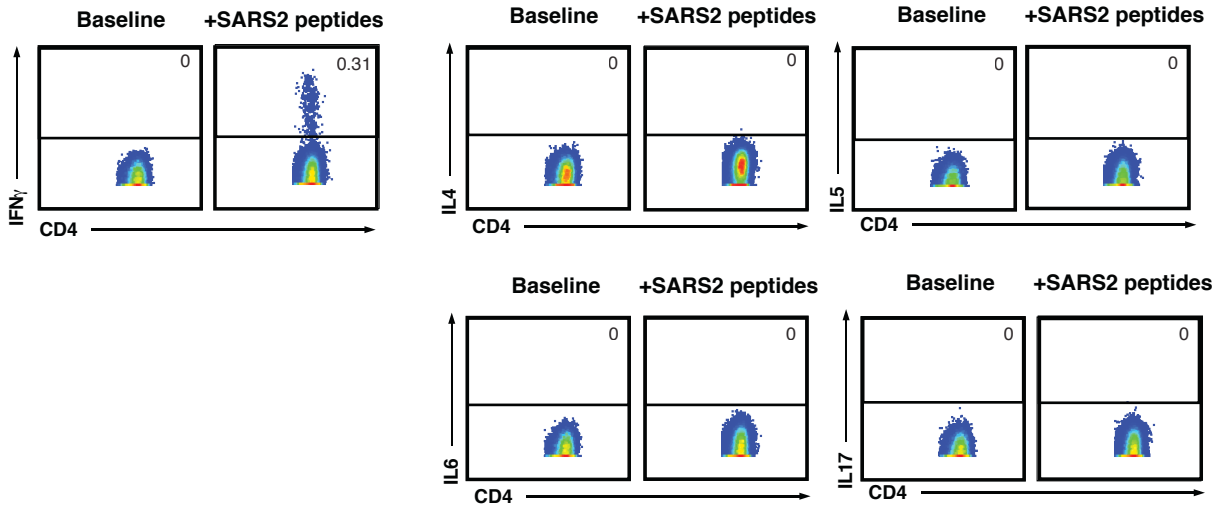 Baseline +SARS2 peptides
0 0.31
IFNγ
CD4
Baseline +SARS2 peptides
0 0
IL4
CD4
Baseline +SARS2 peptides
0 0
IL5
CD4
Baseline +SARS2 peptides
0 0
IL6
CD4
Baseline +SARS2 peptides
0 0
IL17
CD4